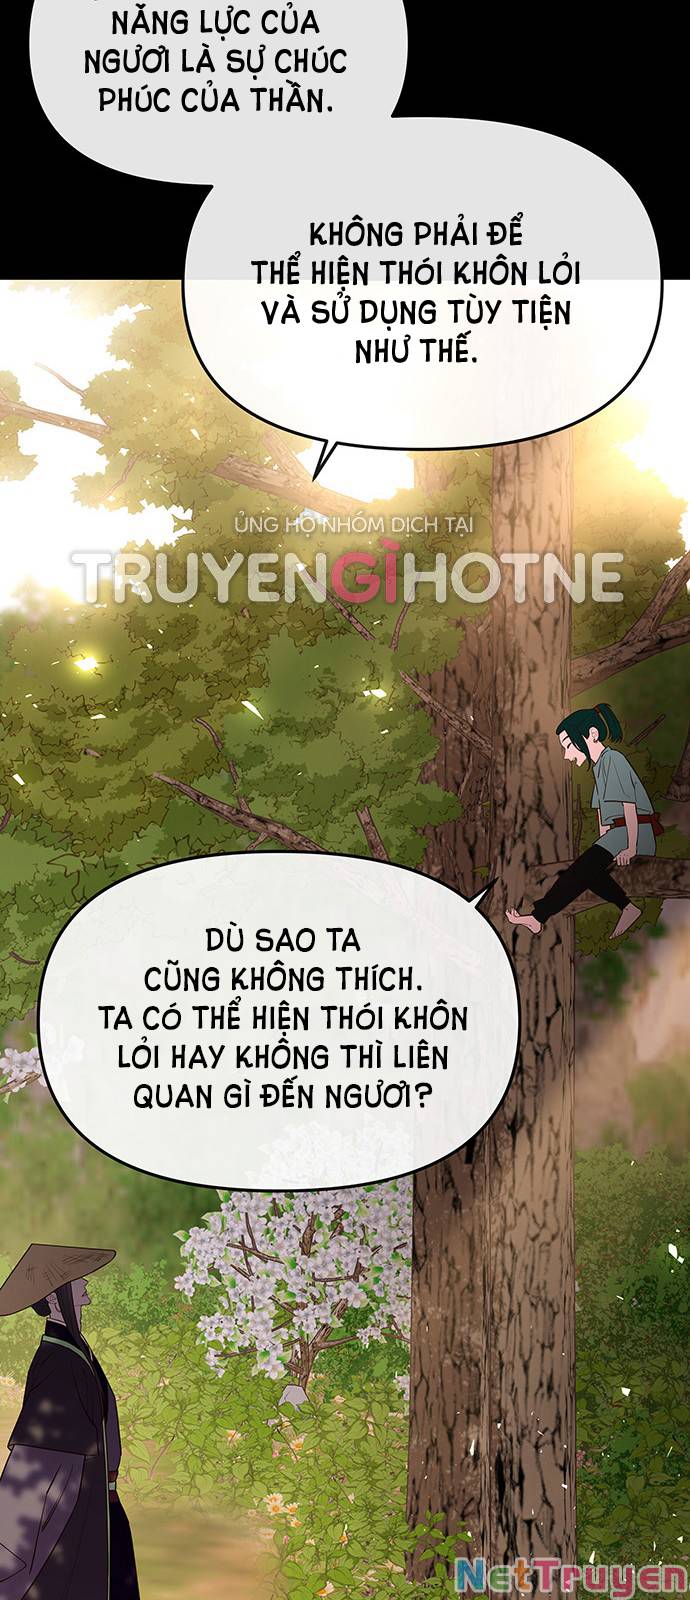 NĂNG LỰC CỦA
NGƯƠI LÀ SỰ CHÚC
PHÚC CỦA THẦN.
KHÔNG PHẢI ĐỂ
THỂ HIỆN THÓI KHÔN LỎI
VÀ SỬ DỤNG TÙY TIỆN
NHƯ THẾ.
ỦNG HỘ NHÓM DỊCH TẠI
TRUYENGIHOTNE
DÙ SAO TA
CŨNG KHÔNG THÍCH.
TA CÓ THỂ HIỆN THÓI KHÔN
LỎI HAY KHÔNG THÌ LIÊN
QUAN GÌ ĐẾN NGƯƠI?
NetTruyen